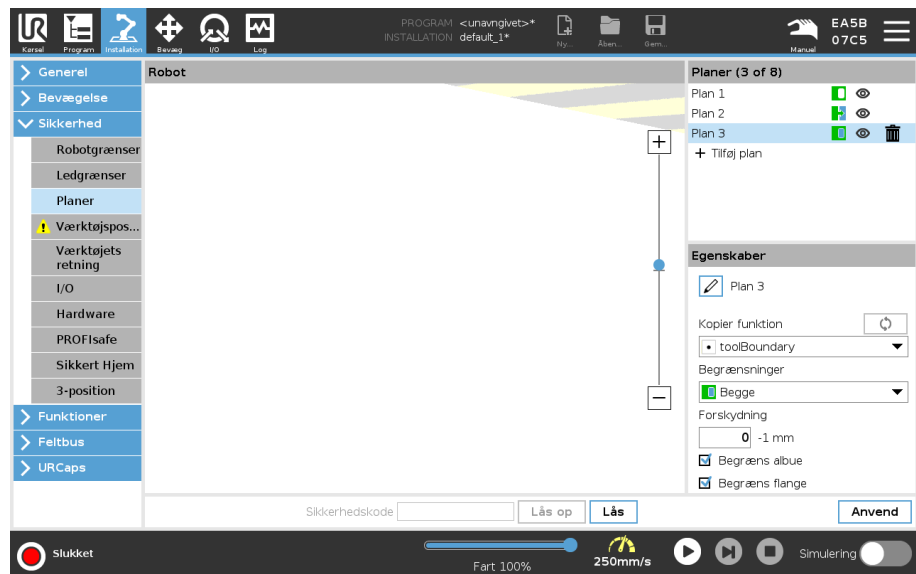 PROGRAM <unavngivet>*
INSTALLATION default_1*
Kørsel Program Installation Bevæg I/O Log
Ny... Åben... Gem...
Manuel
EA5B
07C5
Generel
Bevægelse
Sikkerhed
Robotgrænser
Ledgrænser
Planer
Værktøjspos...
Værktøjets
retning
I/O
Hardware
PROFIsafe
Sikkert Hjem
3-position
Funktioner
Feltbus
URCaps
Robot
Planer (3 of 8)
Plan 1
Plan 2
Plan 3
Tilføj plan
Egenskaber
Plan 3
Kopier funktion
toolBoundary
Begrænsninger
Begge
Forskydning
0 -1 mm
Begræns albue
Begræns flange
Sikkerhedskode Lås op Lås
Anvend
Slukket
Fart 100%
250mm/s
Simulering